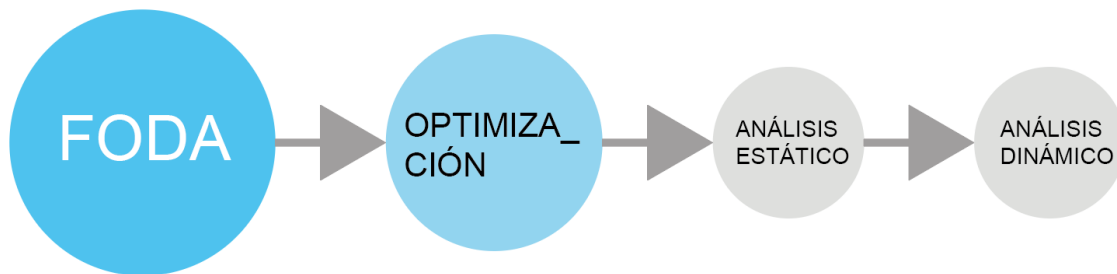 FODA
OPTIMIZA_
CIÓN
ANÁLISIS
ESTÁTICO
ANÁLISIS
DINÁMICO